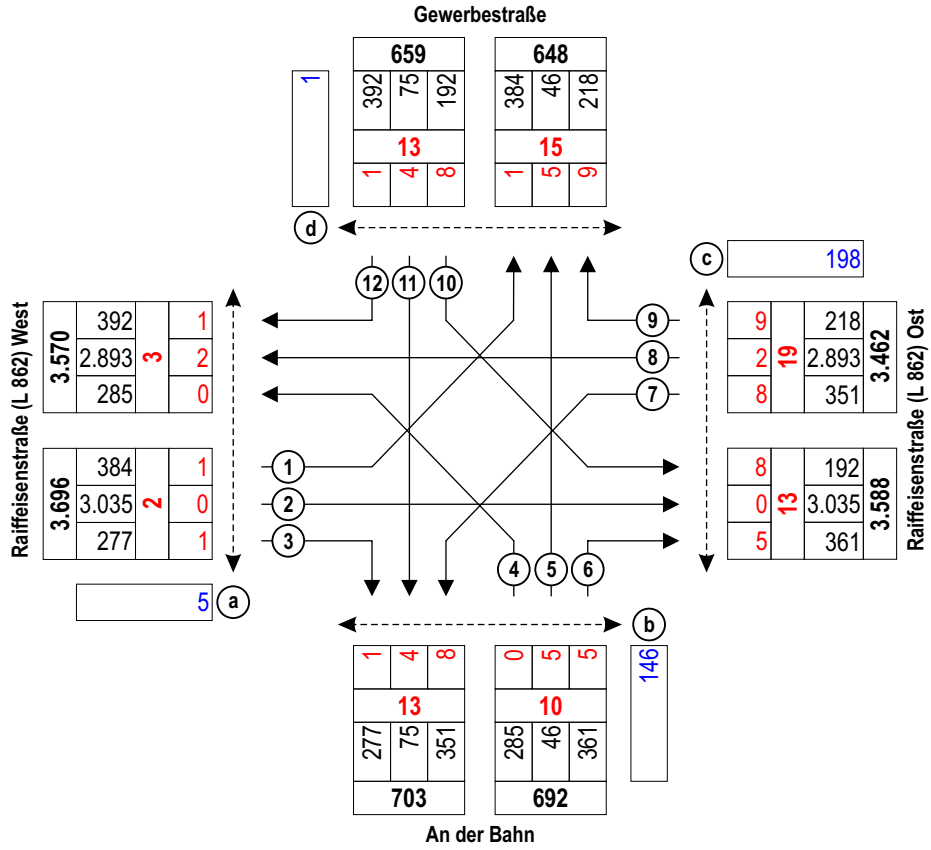 Gewerbestraße
659 648
1 392 75 192 384 46 218
13 15
1 4 8 1 5 9
d
c 198
12 11 10
Raiffeisenstraße (L 862) West
3.570
392 1
2.893 3 2
285 0
9
8
7
9 218
2 19 2.893
8 351
3.462
Raiffeisenstraße (L 862) Ost
3.696
384 1
3.035 2 0
277 1
1
2
3
4 5 6
8 192
0 13 3.035
5 361
3.588
5 a
b
1 4 8 0 5 5
146
13 10
277 75 351 285 46 361
703 692
An der Bahn